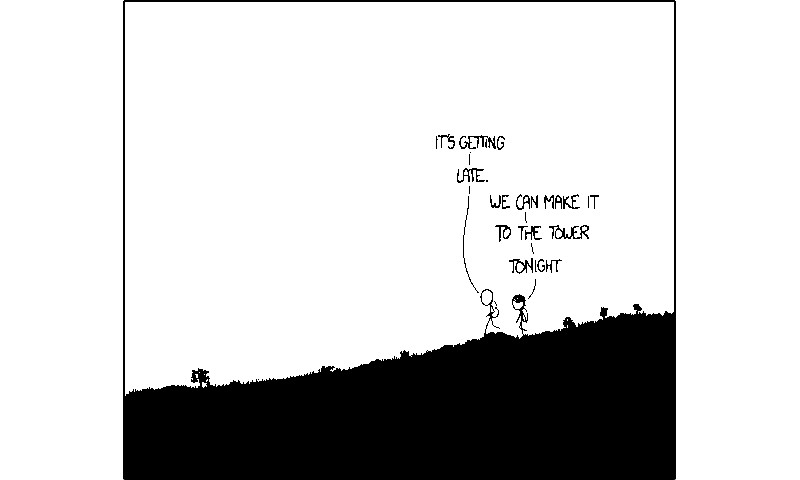 IT'S GETTING
LATE.
WE CAN MAKE IT
TO THE TOWER
TONIGHT